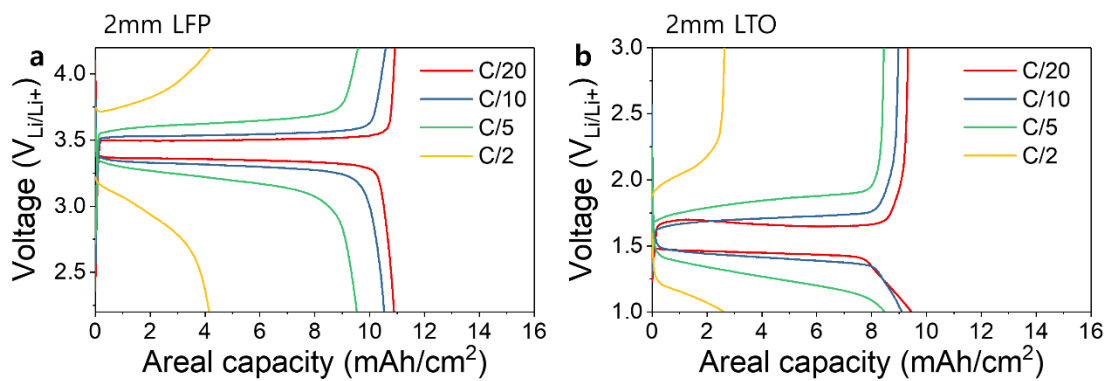 2mm LFP
a
Voltage (V Li/Li+)
4.0
3.5
3.0
2.5
C/20
C/10
C/5
C/2
0 2 4 6 8 10 12 14 16
Areal capacity (mAh/cm²)
2mm LTO
b
Voltage (V Li/Li+)
3.0
2.5
2.0
1.5
1.0
C/20
C/10
C/5
C/2
0 2 4 6 8 10 12 14 16
Areal capacity (mAh/cm²)